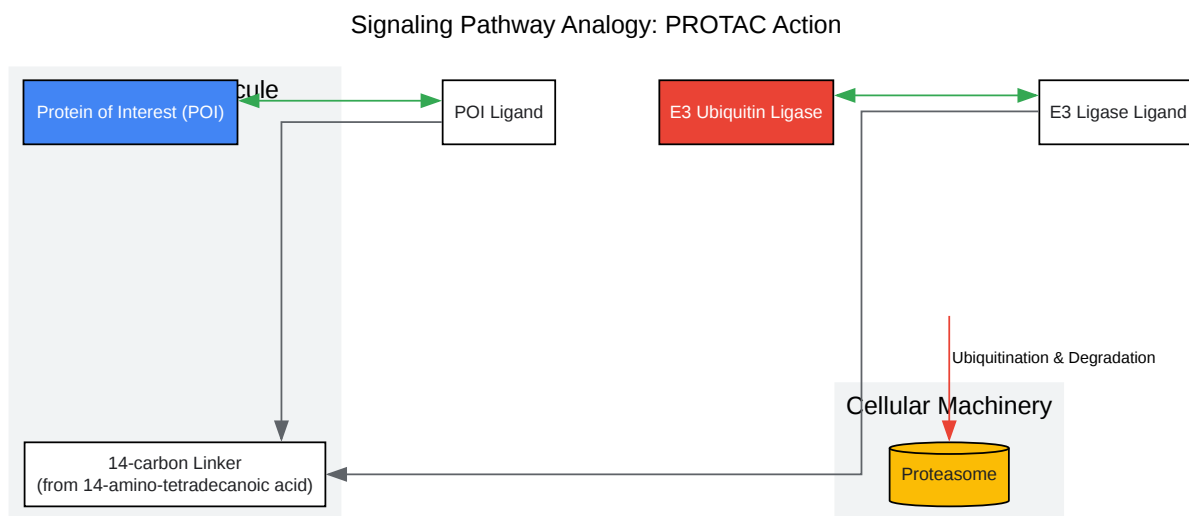 Signaling Pathway Analogy: PROTAC Action
Protein of Interest (POI)
POI Ligand
E3 Ubiquitin Ligase
E3 Ligase Ligand
Ubiquitination & Degradation
Cellular Machinery
14-carbon Linker
(from 14-amino-tetradecanoic acid)
Proteasome